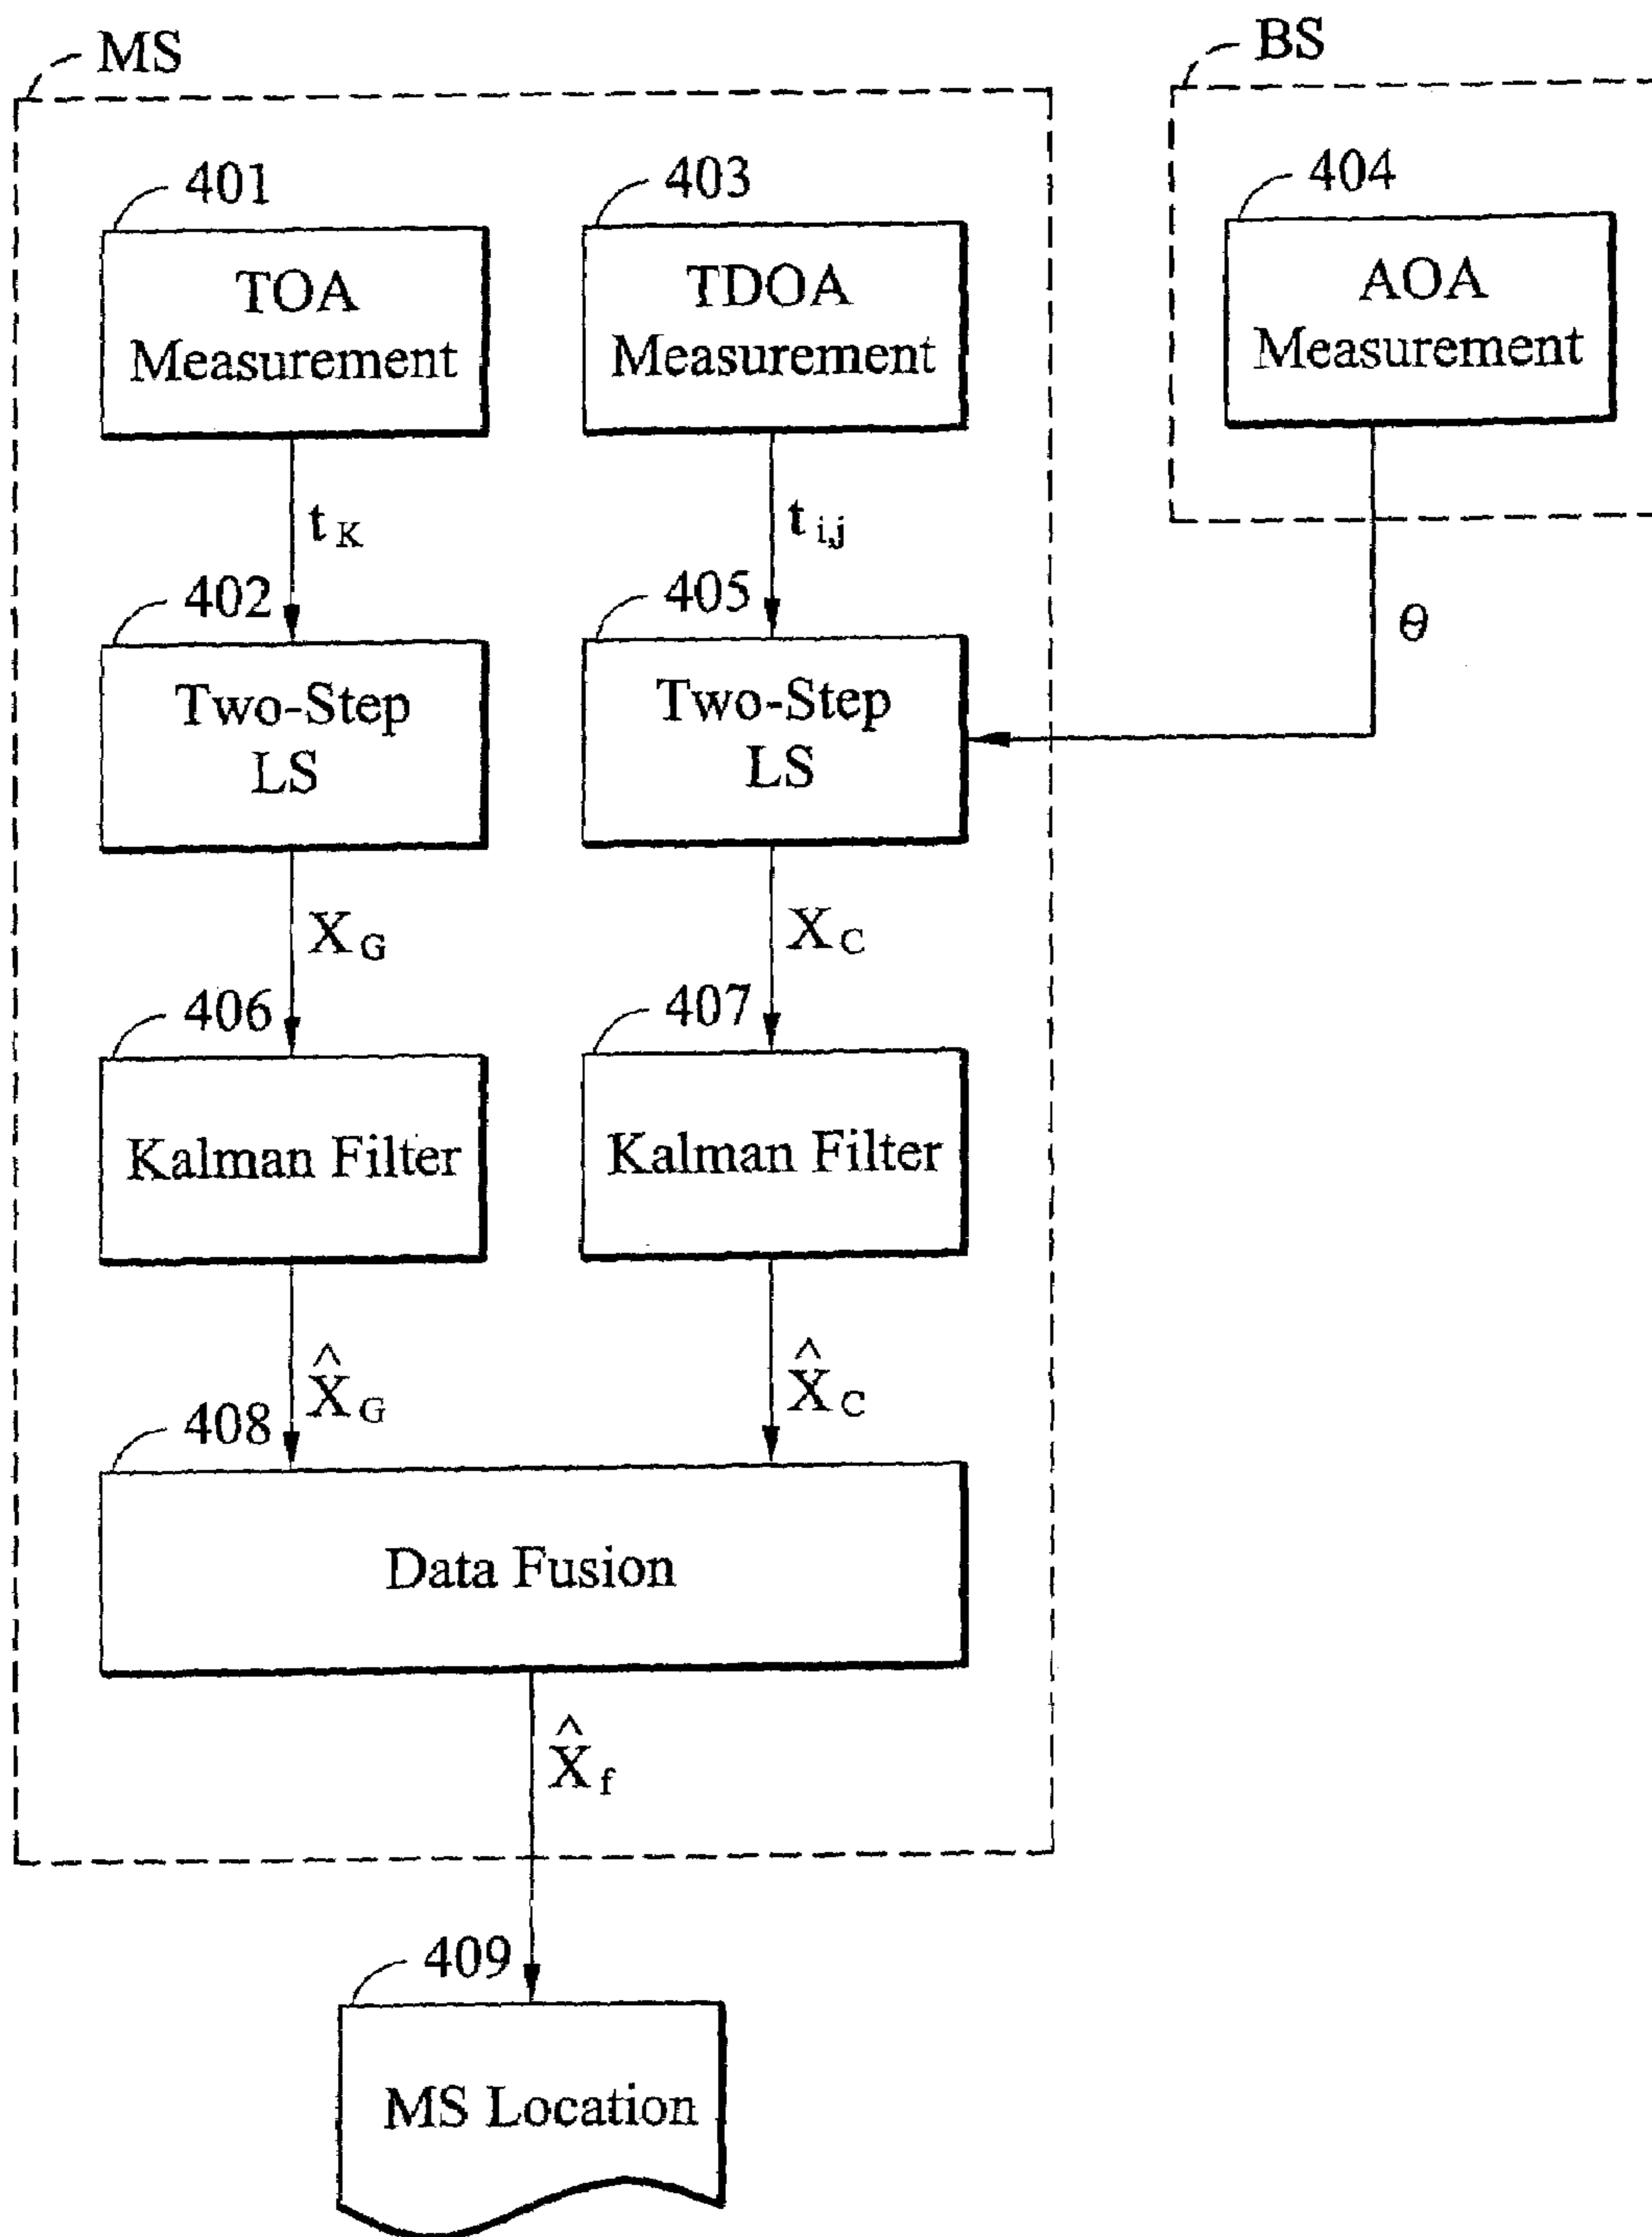 MS
BS
401
403
404
TOA
Measurement
TDOA
Measurement
AOA
Measurement
t K
t i,j
θ
402
405
Two-Step
LS
Two-Step
LS
X G
X C
406
407
Kalman Filter
Kalman Filter
X̂ G
X̂ C
408
Data Fusion
X̂ f
409
MS Location